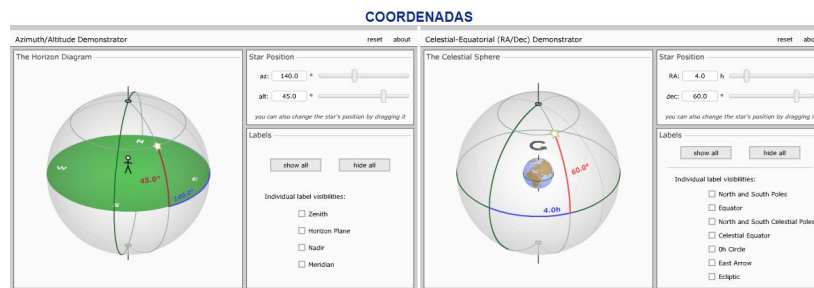 COORDENADAS
Azimuth/Altitude Demonstrator
reset about
The Horizon Diagram
N
W
E
S
45.0°
140.0°
Star Position
az: 140.0 °
alt: 45.0 °
you can also change the star's position by dragging it
Labels
show all hide all
Individual label visibilities:
Zenith
Horizon Plane
Nadir
Meridian
Celestial-Equatorial (RA/Dec) Demonstrator
reset abou
The Celestial Sphere
60.0°
4.0h
Star Position
RA: 4.0 h
dec: 60.0 °
you can also change the star's position by dragging i
Labels
show all hide all
Individual label visibilities:
North and South Poles
Equator
North and South Celestial Poles
Celestial Equator
0h Circle
East Arrow
Ecliptic